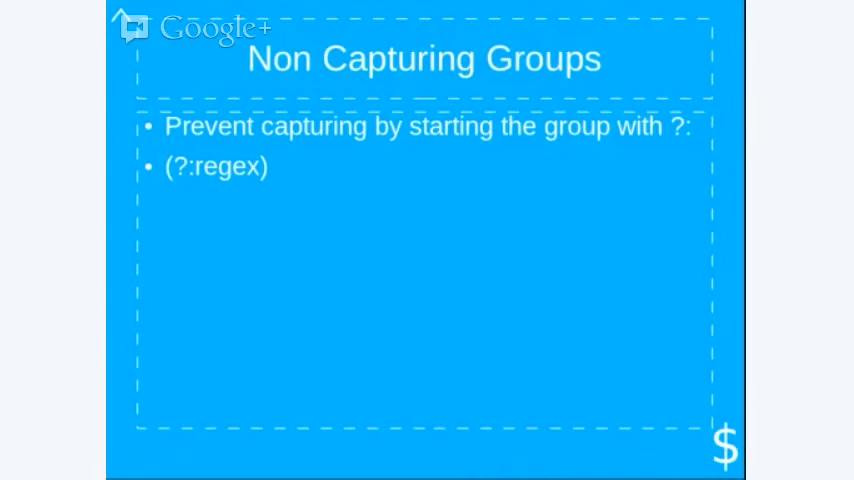 ^
Google+
Non Capturing Groups
• Prevent capturing by starting the group with ?:
• (?:regex)
$